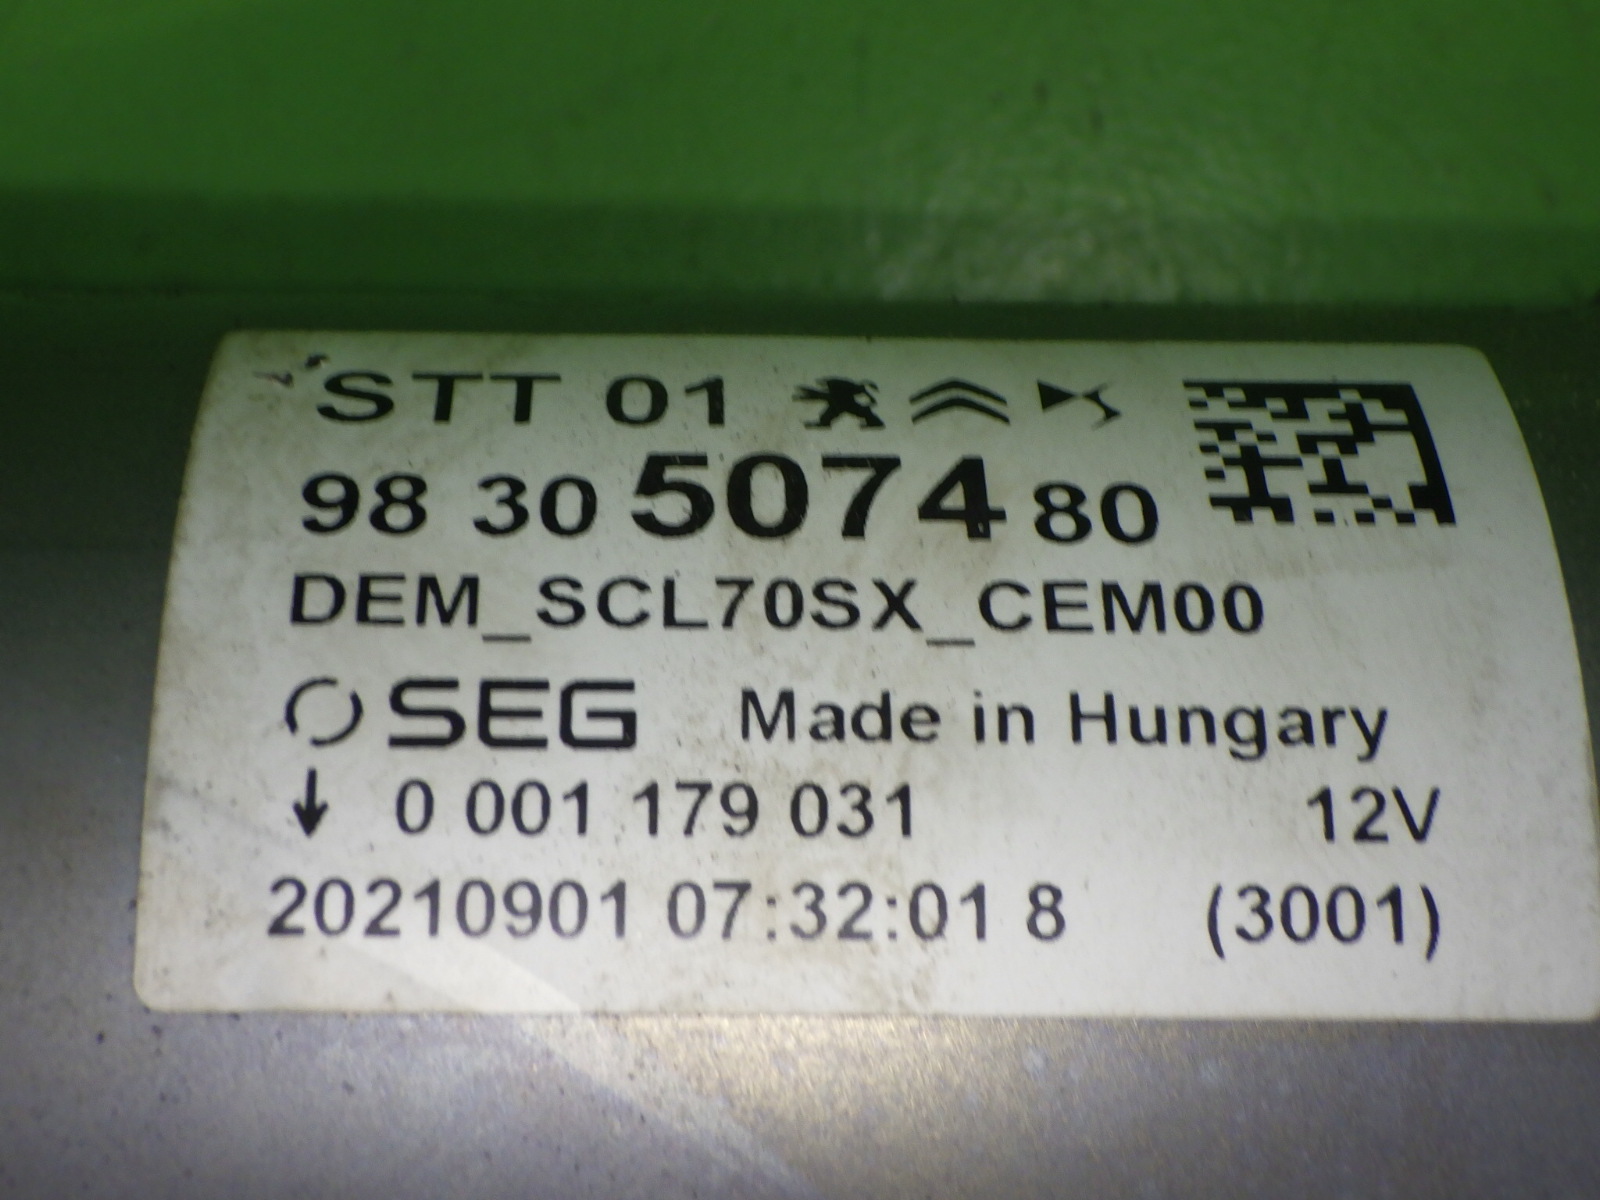 STT 01
98 30 5074 80
DEM_SCL70SX_CEM00
SEG Made in Hungary
↓ 0 001 179 031 12V
20210901 07:32:01 8 (3001)